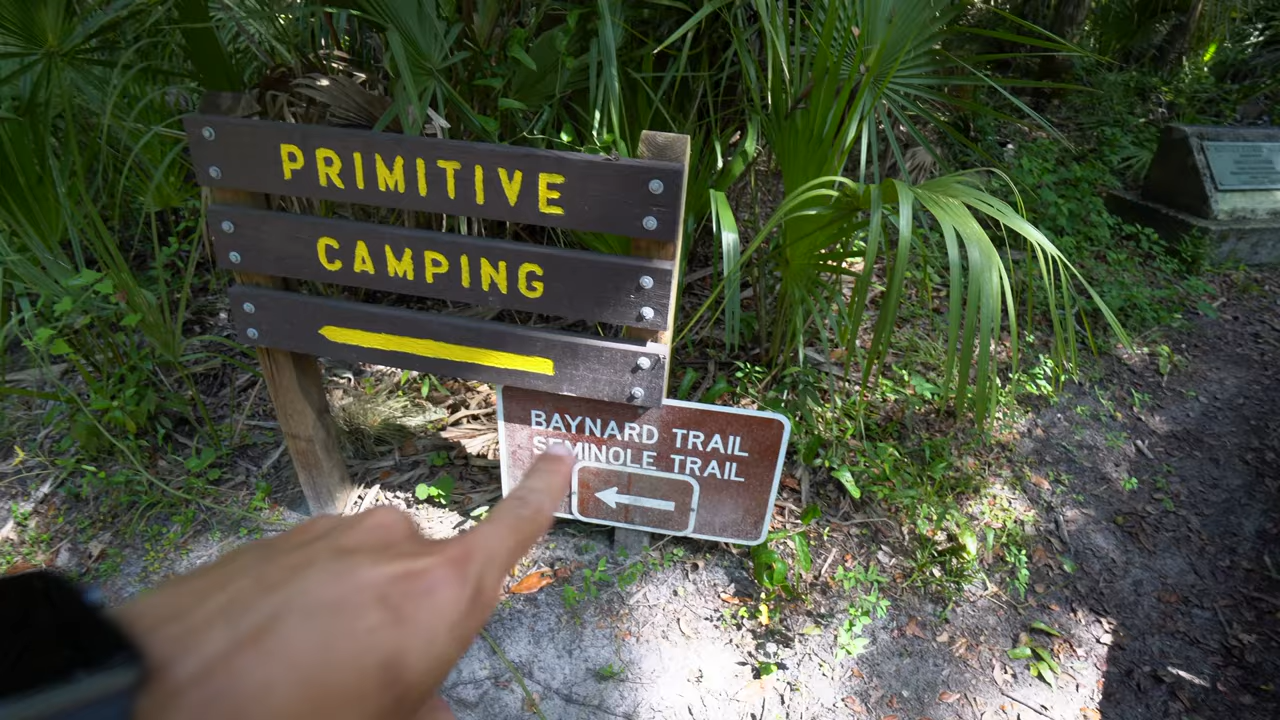 PRIMITIVE
CAMPING
BAYNARD TRAIL
SEMINOLE TRAIL